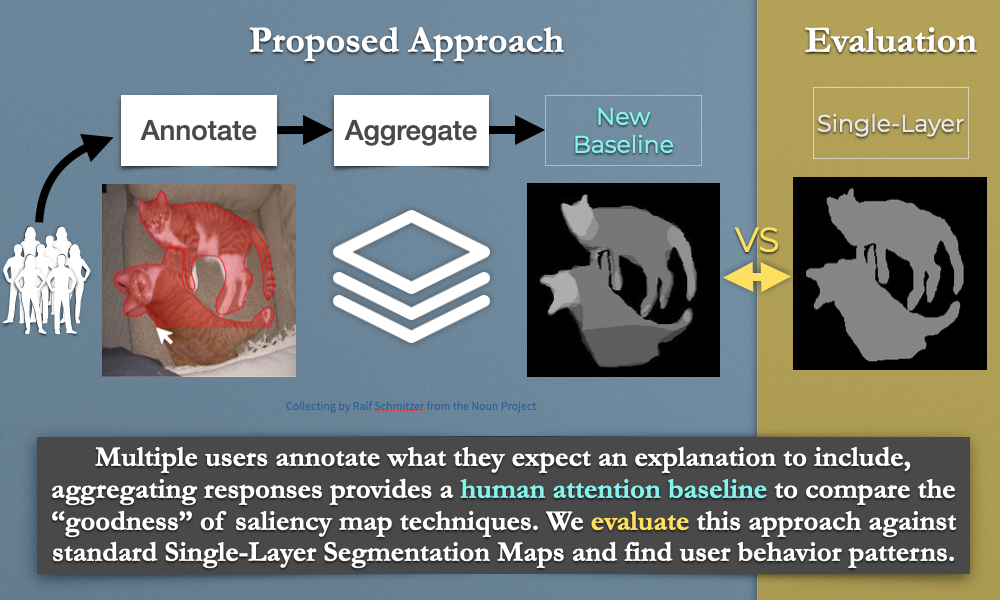 Proposed Approach
Evaluation
Annotate
Aggregate
New
Baseline
Single-Layer
VS
Collecting by Ralf Schmitzer from the Noun Project
Multiple users annotate what they expect an explanation to include,
aggregating responses provides a human attention baseline to compare the
“goodness” of saliency map techniques. We evaluate this approach against
standard Single-Layer Segmentation Maps and find user behavior patterns.